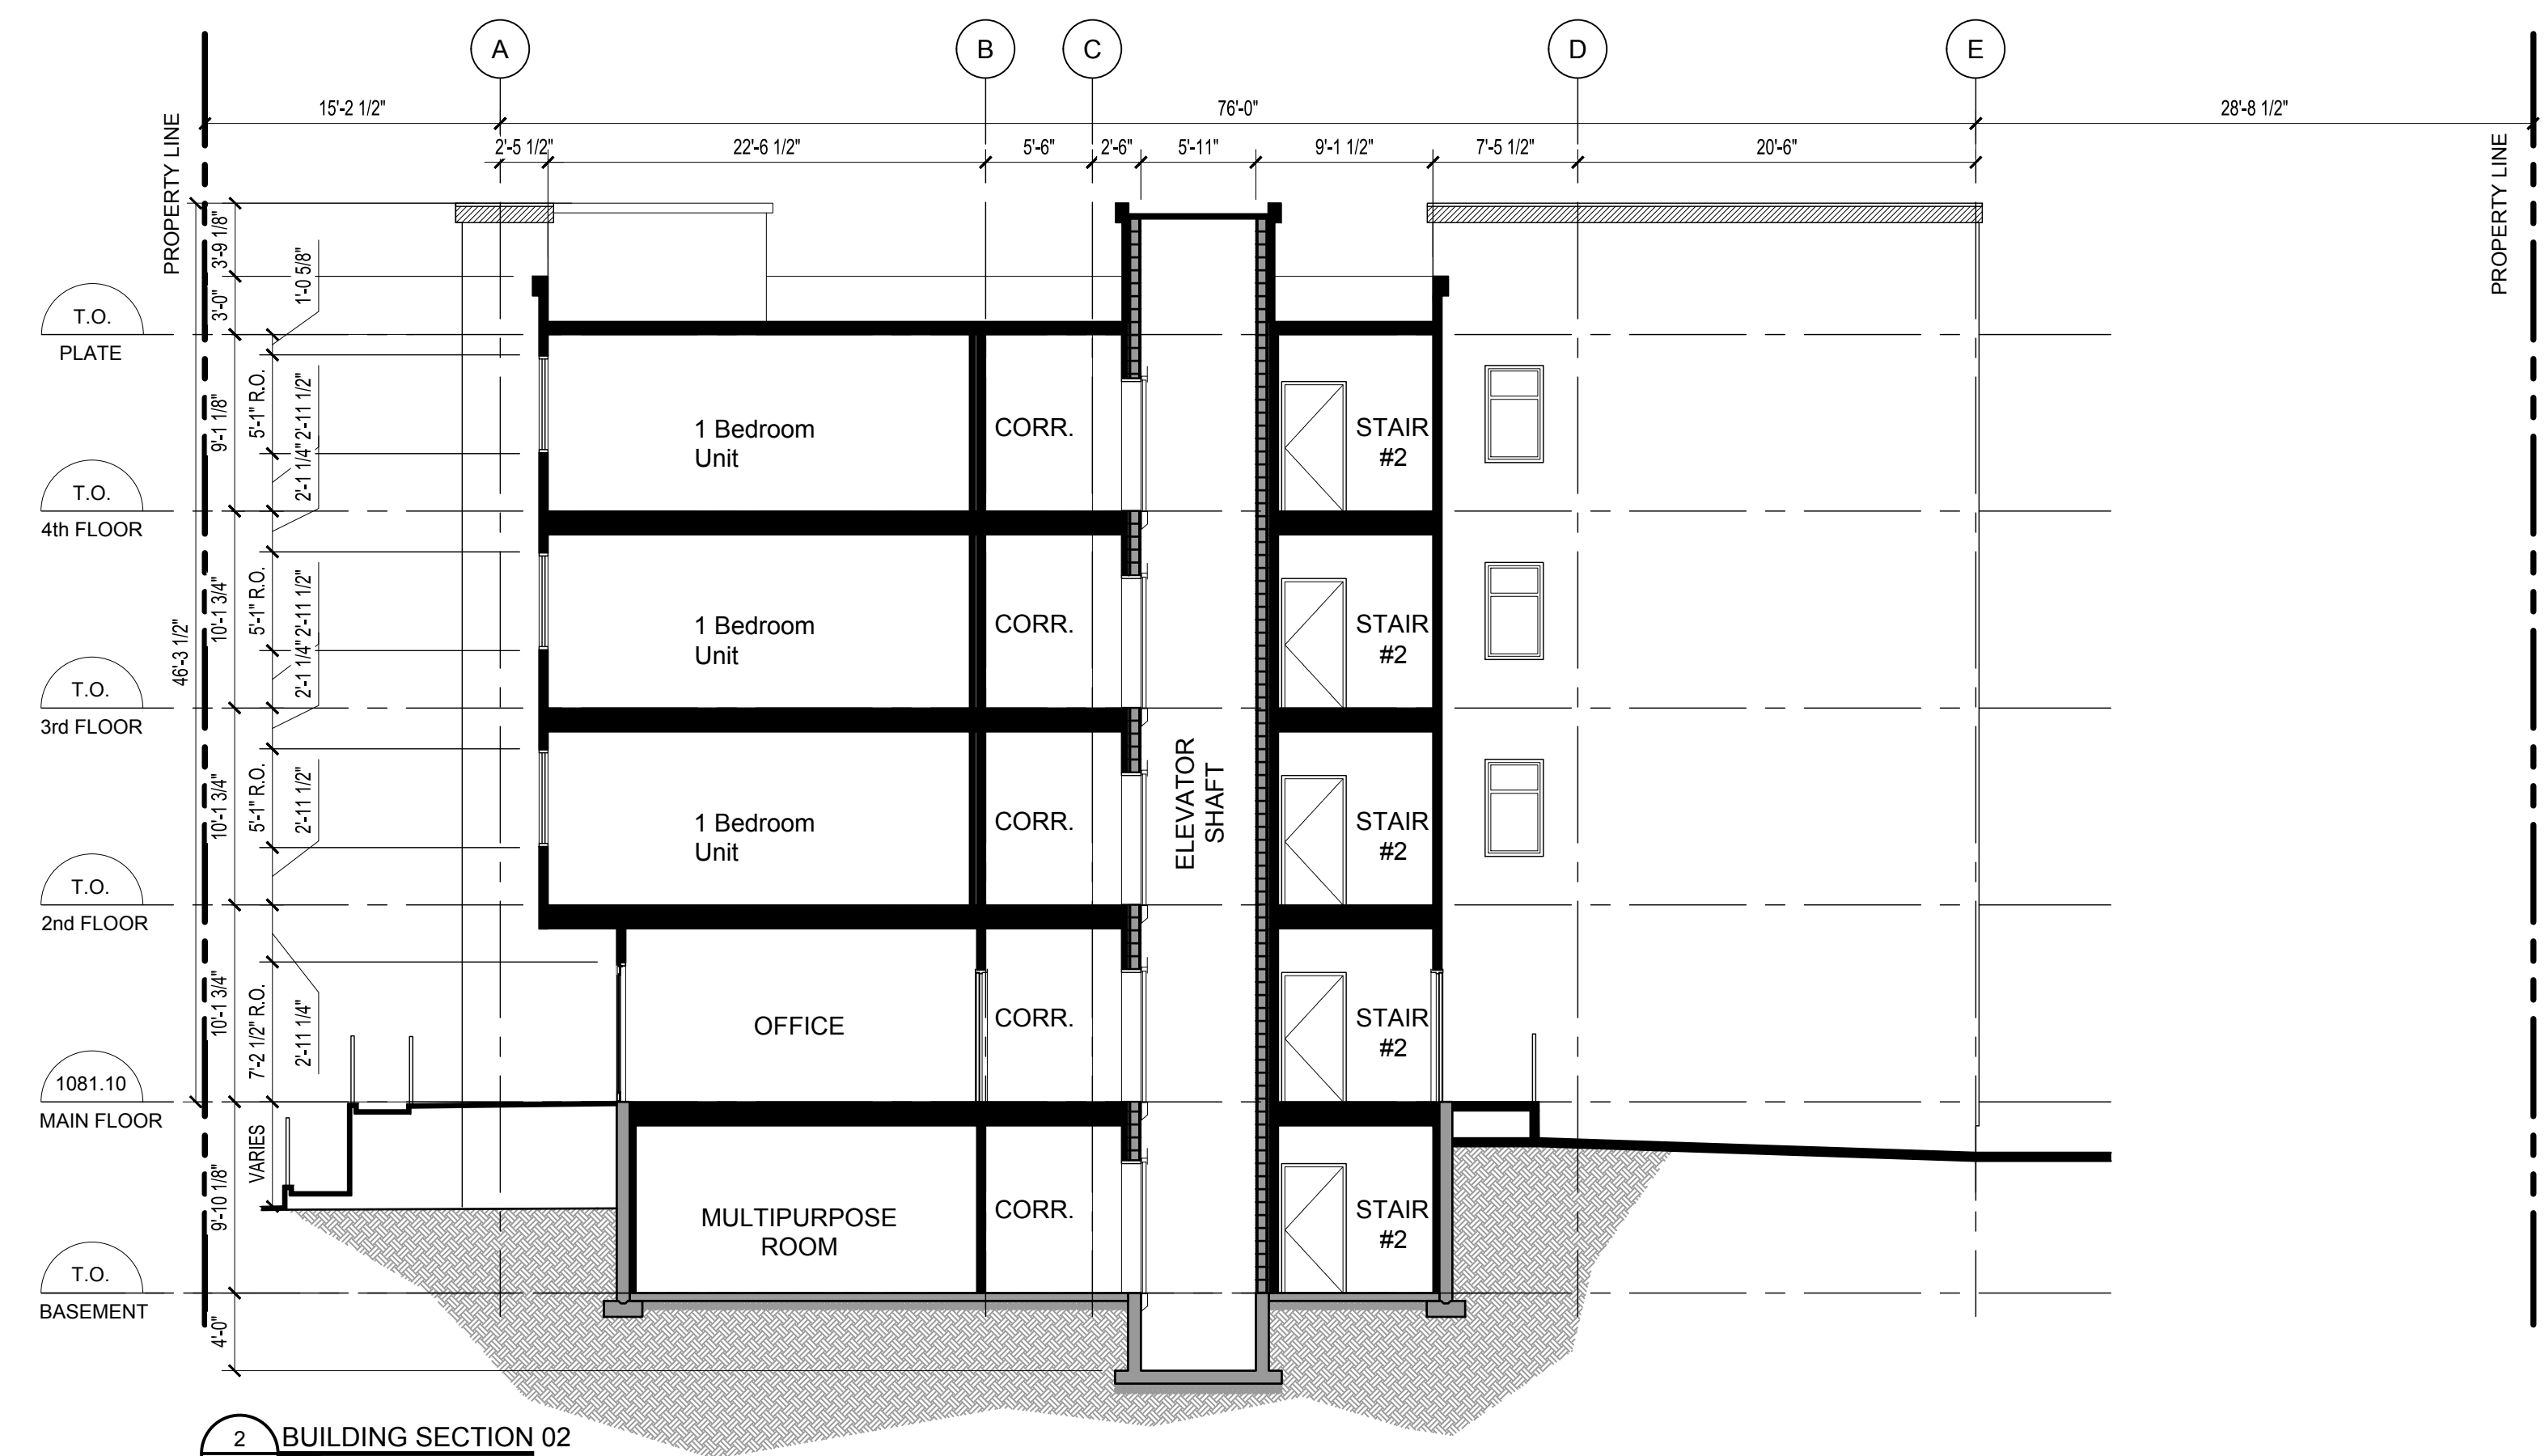 A
B
C
D
E
15'-2 1/2"
76'-0"
28'-8 1/2"
2'-5 1/2"
22'-6 1/2"
5'-6"
2'-6"
5'-11"
9'-1 1/2"
7'-5 1/2"
20'-6"
PROPERTY LINE
PROPERTY LINE
3'-9 1/8"
3'-0"
1'-0 5/8"
T.O.
PLATE
9'-1 1/8"
5'-1" R.O.
2'-11 1/2"
2'-1 1/4"
1 Bedroom
Unit
CORR.
STAIR
#2
T.O.
4th FLOOR
10'-1 3/4"
5'-1" R.O.
2'-11 1/2"
2'-1 1/4"
46'-3 1/2"
1 Bedroom
Unit
CORR.
STAIR
#2
T.O.
3rd FLOOR
10'-1 3/4"
5'-1" R.O.
2'-11 1/2"
1 Bedroom
Unit
CORR.
ELEVATOR
SHAFT
STAIR
#2
T.O.
2nd FLOOR
10'-1 3/4"
7'-2 1/2" R.O.
2'-11 1/4"
OFFICE
CORR.
STAIR
#2
1081.10
MAIN FLOOR
VARIES
9'-10 1/8"
MULTIPURPOSE
ROOM
CORR.
STAIR
#2
T.O.
BASEMENT
4'-0"
2
BUILDING SECTION 02